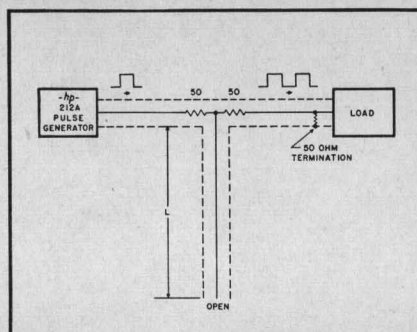 -hp-
212A
PULSE
GENERATOR
50
50
LOAD
50 OHM
TERMINATION
L
OPEN